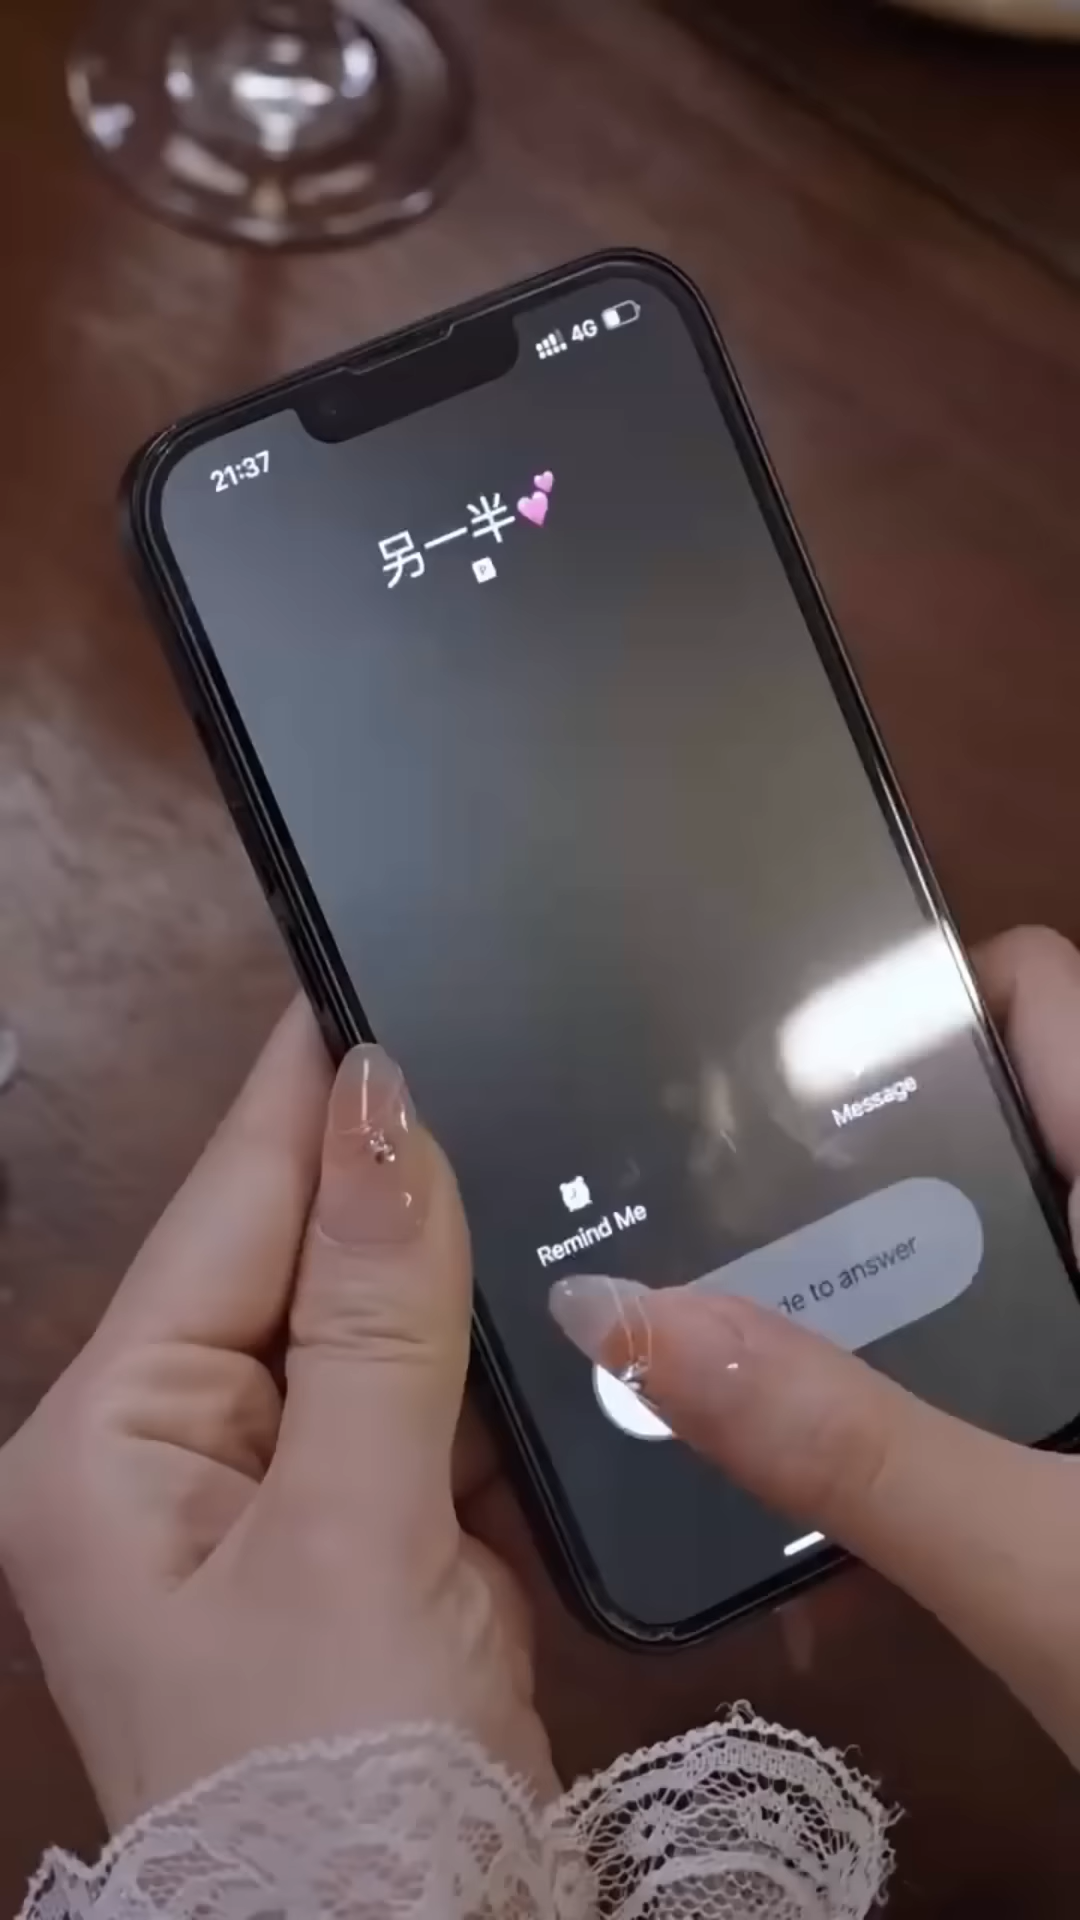 4G
21:37
另一半💕
P
Message
Remind Me
de to answer